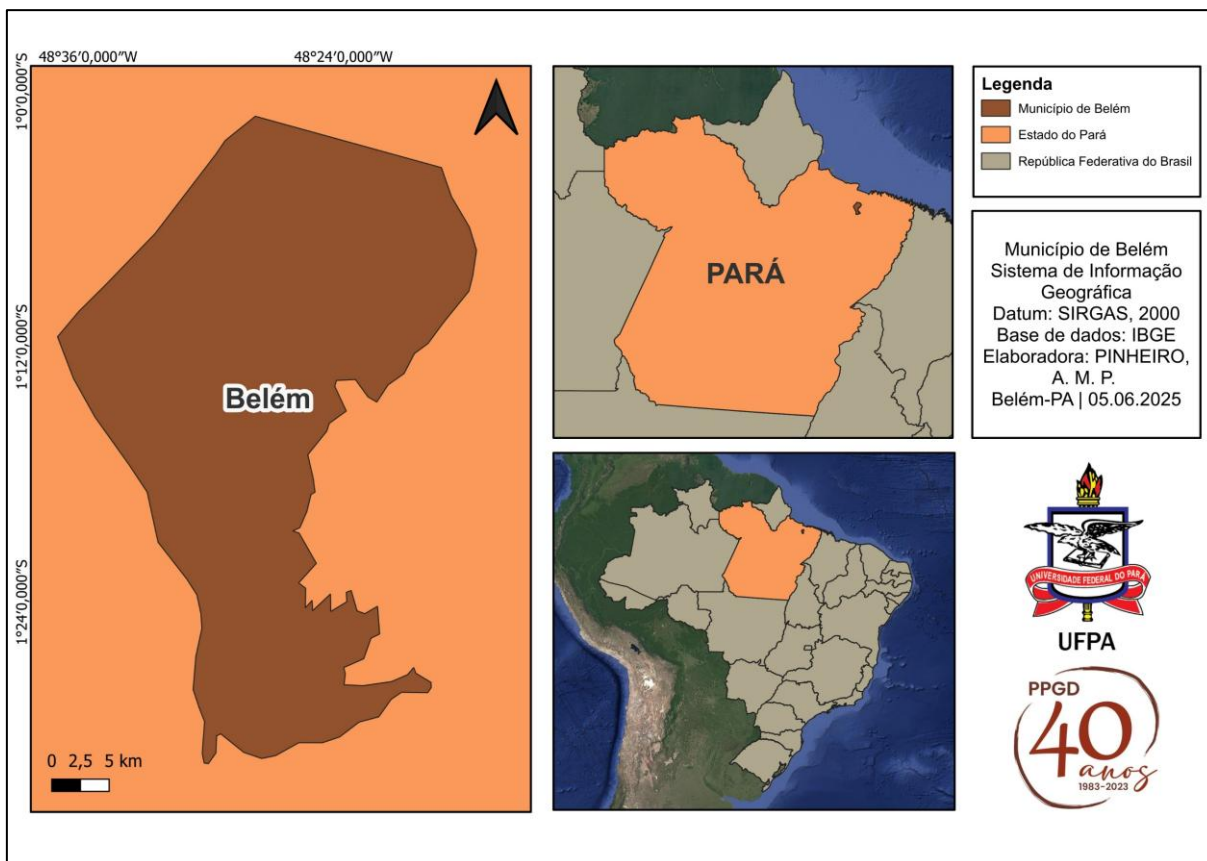 48°36'0,000"W
48°24'0,000"W
1°0'0,000"S
1°12'0,000"S
1°24'0,000"S
Belém
0 2,5 5 km
PARÁ
Legenda
Município de Belém
Estado do Pará
República Federativa do Brasil
Município de Belém
Sistema de Informação
Geográfica
Datum: SIRGAS, 2000
Base de dados: IBGE
Elaboradora: PINHEIRO,
A. M. P.
Belém-PA | 05.06.2025
UNIVERSIDADE FEDERAL DO PARÁ
UFPA
PPGD
40
anos
1983-2023